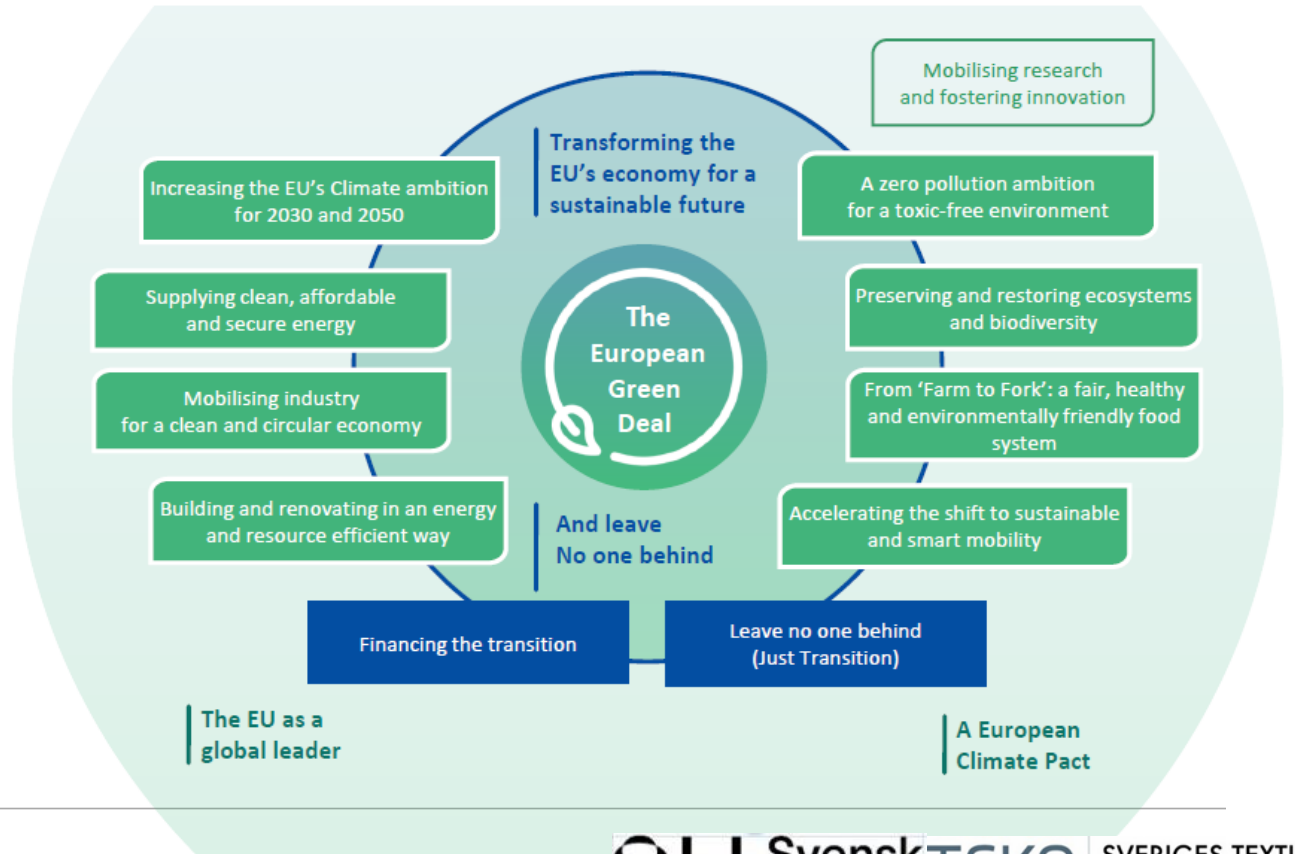 Mobilising research
and fostering innovation
Transforming the
EU's economy for a
sustainable future
Increasing the EU's Climate ambition
for 2030 and 2050
A zero pollution ambition
for a toxic-free environment
Supplying clean, affordable
and secure energy
Preserving and restoring ecosystems
and biodiversity
The
European
Green
Deal
Mobilising industry
for a clean and circular economy
From ‘Farm to Fork’: a fair, healthy
and environmentally friendly food
system
Building and renovating in an energy
and resource efficient way
And leave
No one behind
Accelerating the shift to sustainable
and smart mobility
Financing the transition
Leave no one behind
(Just Transition)
The EU as a
global leader
A European
Climate Pact
Svensk